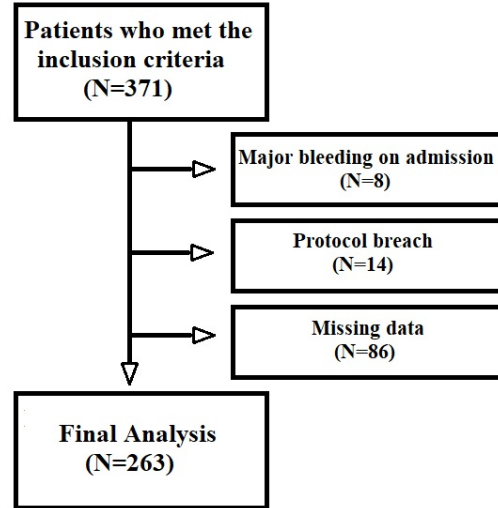 Patients who met the
inclusion criteria
(N=371)
Major bleeding on admission
(N=8)
Protocol breach
(N=14)
Missing data
(N=86)
Final Analysis
(N=263)